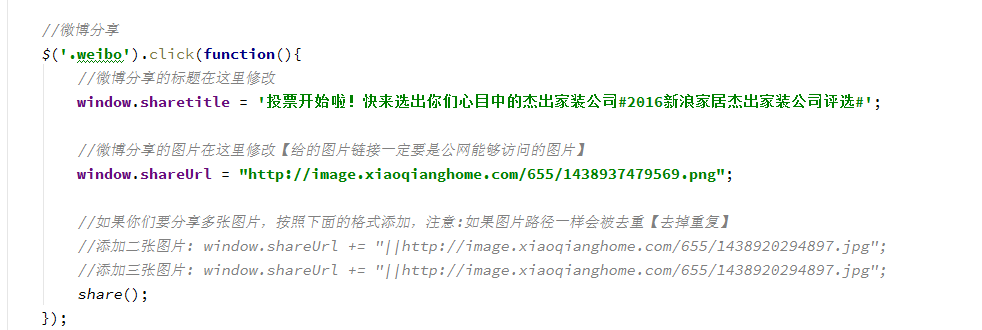 //微博分享
$('.weibo').click(function(){
//微博分享的标题在这里修改
window.sharetitle = '投票开始啦！快来选出你们心目中的杰出家装公司#2016新浪家居杰出家装公司评选#';
//微博分享的图片在这里修改【给的图片链接一定要是公网能够访问的图片】
window.shareUrl = "http://image.xiaoqianghome.com/655/1438937479569.png";
//如果你们要分享多张图片，按照下面的格式添加，注意:如果图片路径一样会被去重【去掉重复】
//添加二张图片: window.shareUrl += "||http://image.xiaoqianghome.com/655/1438920294897.jpg";
//添加三张图片: window.shareUrl += "||http://image.xiaoqianghome.com/655/1438920294897.jpg";
share();
});